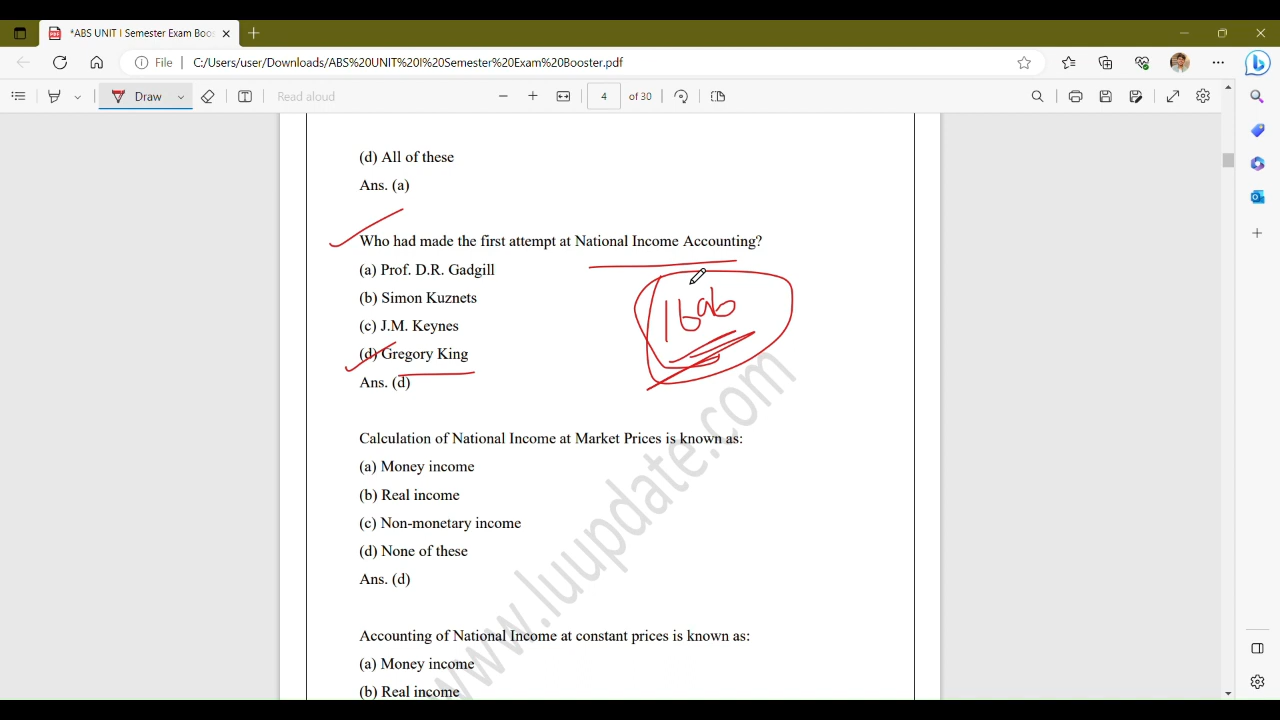 *ABS UNIT I Semester Exam Boo
File
C:/Users/user/Downloads/ABS%20UNIT%20I%20Semester%20Exam%20Booster.pdf
Draw
Read aloud
4 of 30
(d) All of these
Ans. (a)
Who had made the first attempt at National Income Accounting?
(a) Prof. D.R. Gadgill
(b) Simon Kuznets
(c) J.M. Keynes
(d) Gregory King
Ans. (d)
1696
Calculation of National Income at Market Prices is known as:
(a) Money income
(b) Real income
(c) Non-monetary income
(d) None of these
Ans. (d)
Accounting of National Income at constant prices is known as:
(a) Money income
(b) Real income
www.luupdate.com